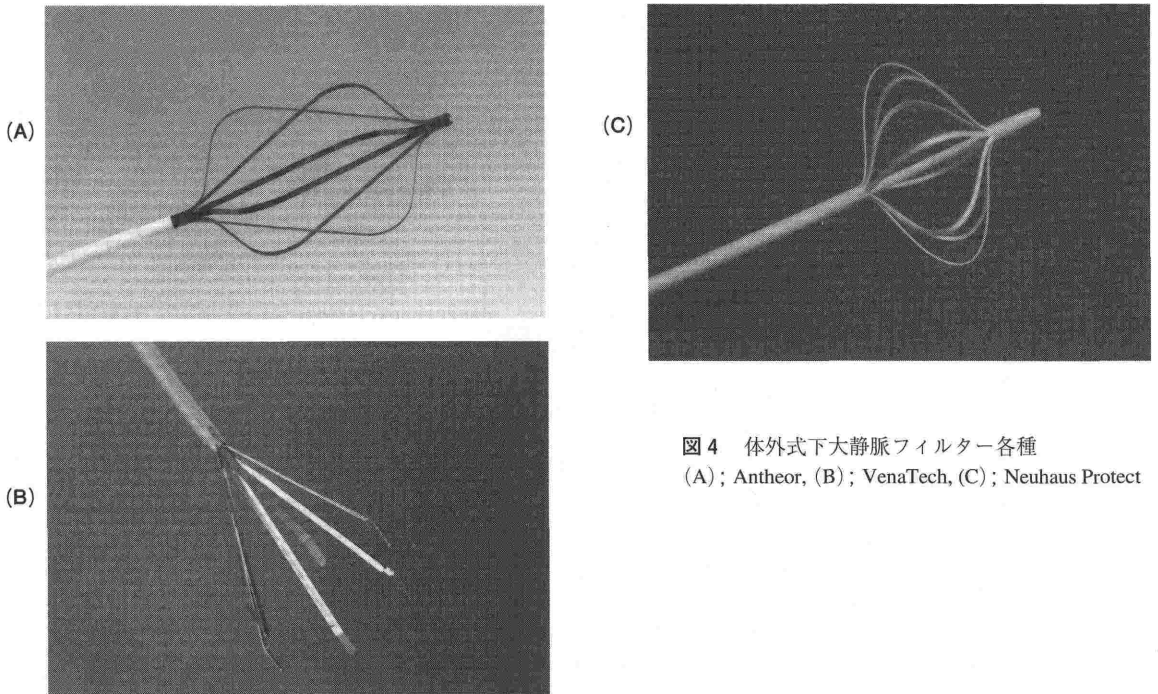 (A)
(B)
(C)
図4 体外式下大静脈フィルター各種
(A); Antheor, (B); VenaTech, (C); Neuhaus Protect